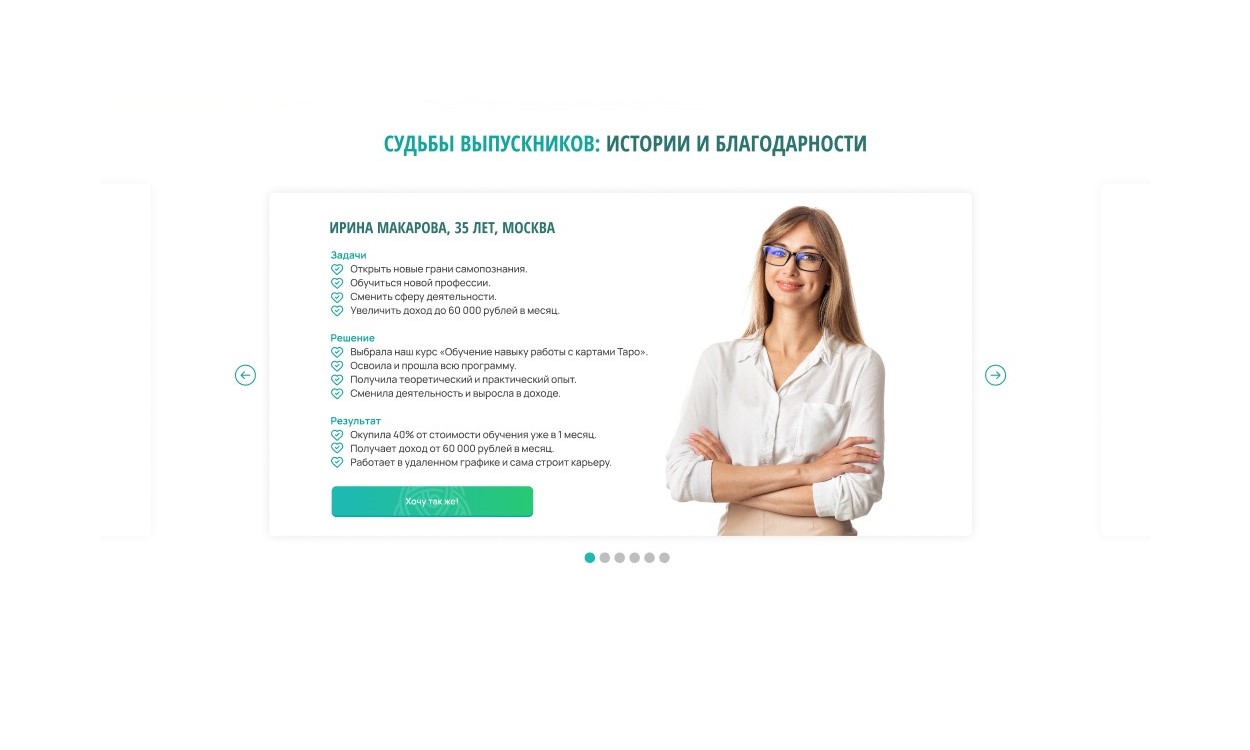 СУДЬБЫ ВЫПУСКНИКОВ: ИСТОРИИ И БЛАГОДАРНОСТИ
ИРИНА МАКАРОВА, 35 ЛЕТ, МОСКВА
Задачи
Открыть новые грани самопознания.
Обучиться новой профессии.
Сменить сферу деятельности.
Увеличить доход до 60 000 рублей в месяц.
Решение
Выбрала наш курс «Обучение навыку работы с картами Таро».
Освоила и прошла всю программу.
Получила теоретический и практический опыт.
Сменила деятельность и выросла в доходе.
Результат
Окупила 40% от стоимости обучения уже в 1 месяц.
Получает доход от 60 000 рублей в месяц.
Работает в удаленном графике и сама строит карьеру.
Хочу так же!